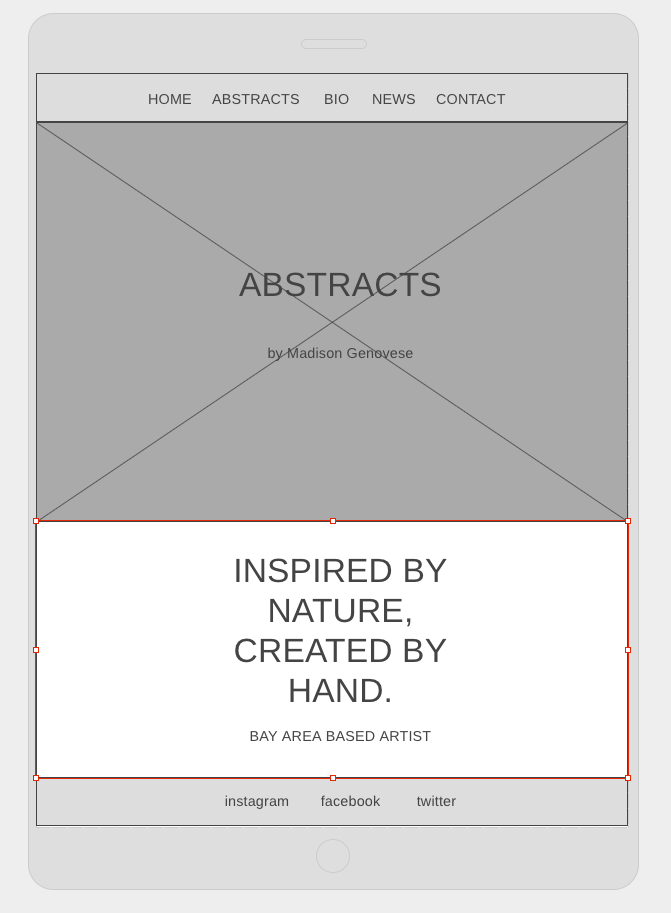 HOME ABSTRACTS BIO NEWS CONTACT
ABSTRACTS
by Madison Genovese
INSPIRED BY
NATURE,
CREATED BY
HAND.
BAY AREA BASED ARTIST
instagram facebook twitter